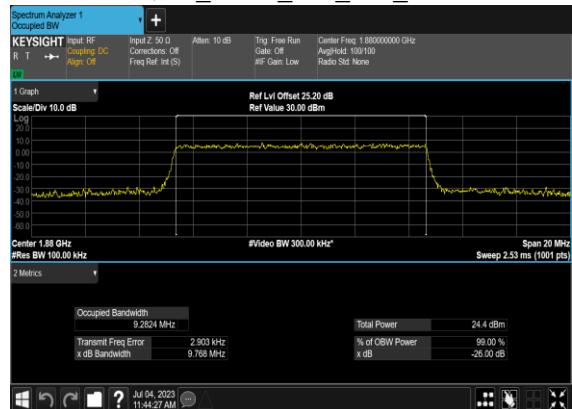 Spectrum Analyzer 1
Occupied BW
KEYSIGHT
R T
LW
Input: RF
Coupling: DC
Align: Off
Input Z: 50 Ω
Corrections: Off
Freq Ref: Int (S)
Atten: 10 dB
Trig: Free Run
Gate: Off
#IF Gain: Low
Center Freq: 1.880000000 GHz
Avg|Hold: 100/100
Radio Std: None
1 Graph
Scale/Div 10.0 dB
Ref Lvl Offset 25.20 dB
Ref Value 30.00 dBm
Log
20.0
10.0
0.00
-10.0
-20.0
-30.0
-40.0
-50.0
-60.0
Center 1.88 GHz
#Res BW 100.00 kHz
#Video BW 300.00 kHz*
Span 20 MHz
Sweep 2.53 ms (1001 pts)
2 Metrics
Occupied Bandwidth
9.2824 MHz
Total Power 24.4 dBm
Transmit Freq Error 2.903 kHz
% of OBW Power 99.00 %
x dB Bandwidth 9.768 MHz
x dB -26.00 dB
?
Jul 04, 2023
11:44:27 AM